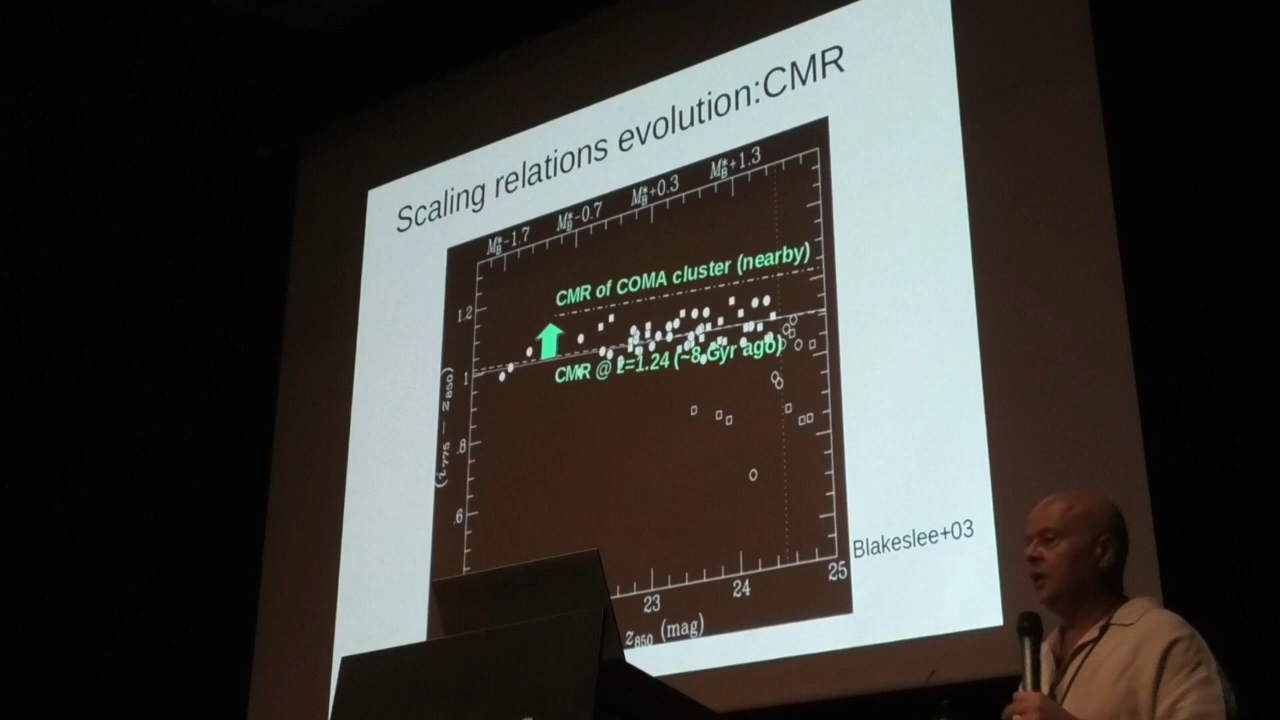 Scaling relations evolution:CMR
M*B−1.7 M*B−0.7 M*B+0.3 M*B+1.3
CMR of COMA cluster (nearby)
1.2
CMR @ z=1.24 (~8 Gyr ago)
1
(i775 − z850)
.8
.6
Blakeslee+03
23 24 25
z850 (mag)